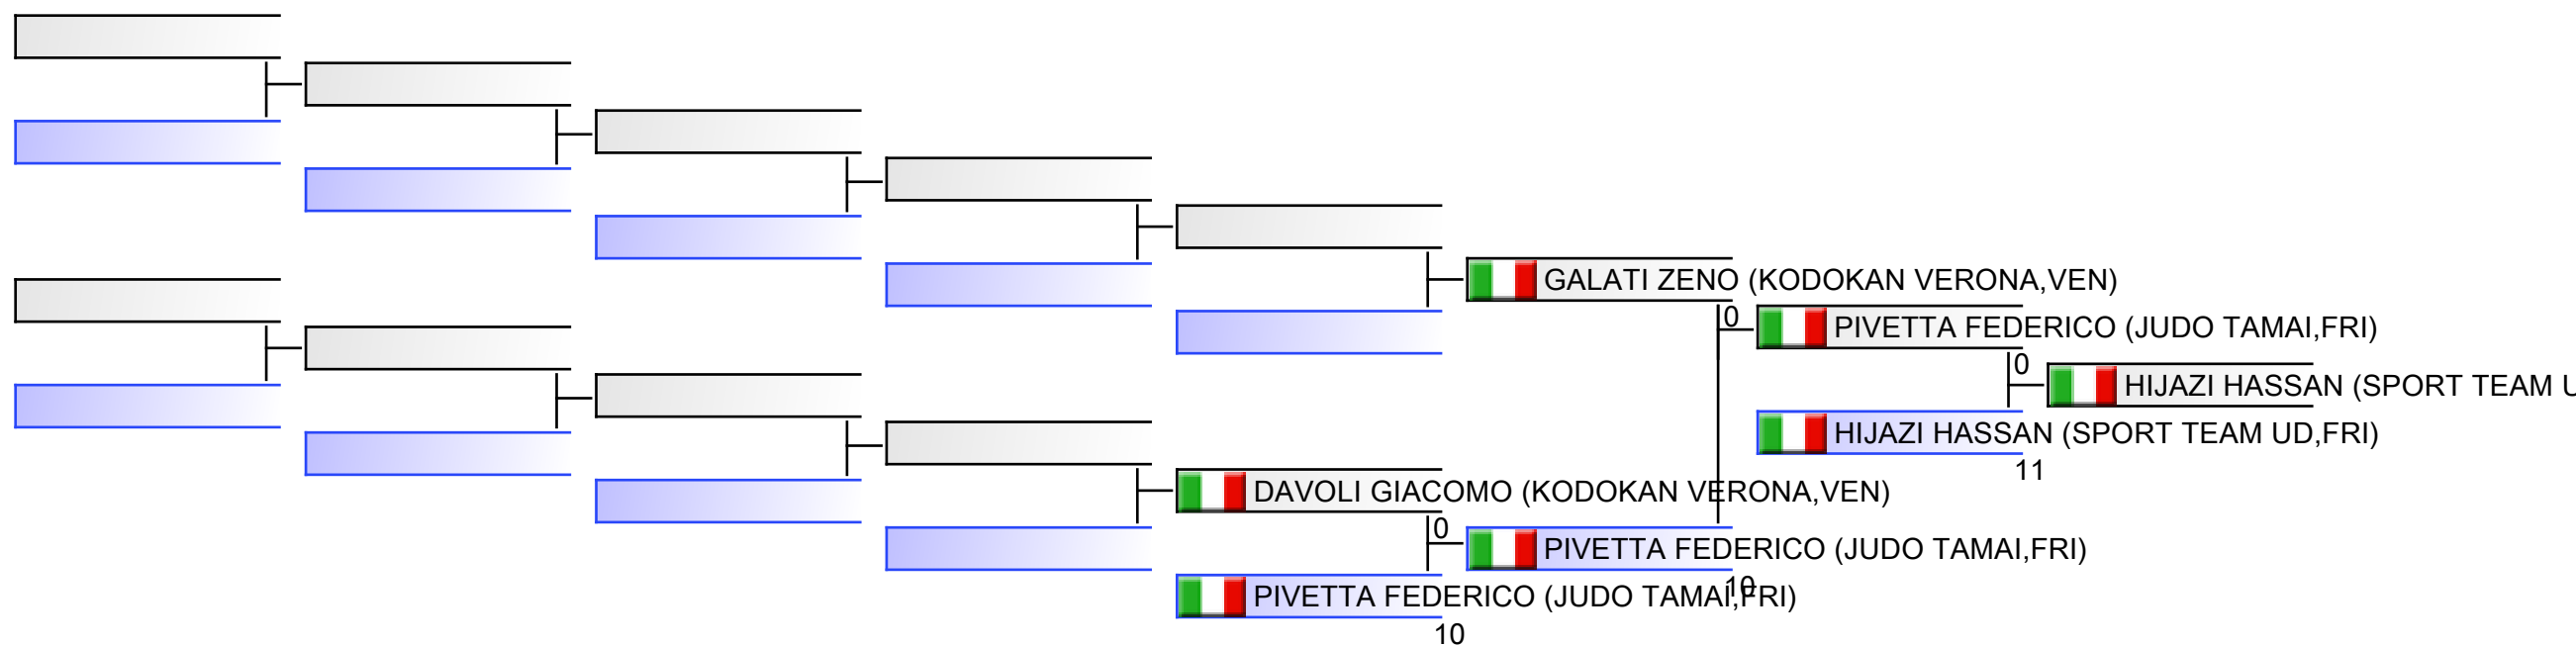 GALATI ZENO (KODOKAN VERONA,VEN)
0
PIVETTA FEDERICO (JUDO TAMAI,FRI)
0
HIJAZI HASSAN (SPORT TEAM U
HIJAZI HASSAN (SPORT TEAM UD,FRI)
11
DAVOLI GIACOMO (KODOKAN VERONA,VEN)
0
PIVETTA FEDERICO (JUDO TAMAI,FRI)
10
PIVETTA FEDERICO (JUDO TAMAI,FRI)
10